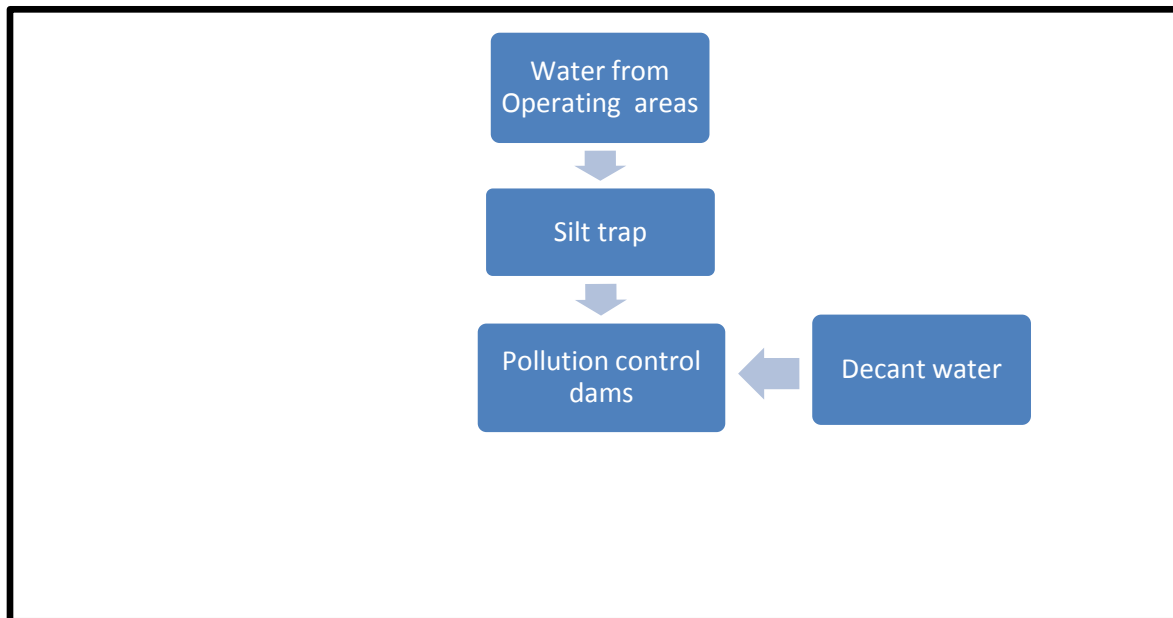 Water from
Operating areas
Silt trap
Pollution control
dams
Decant water